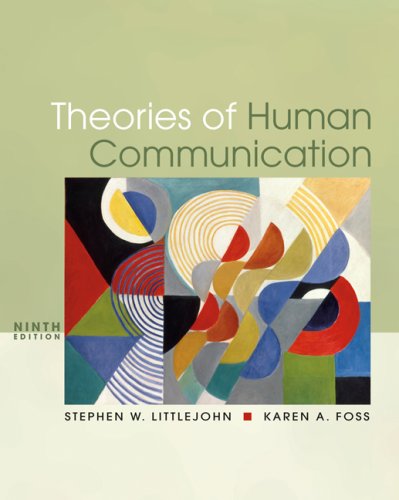 Theories of Human
Communication
NINTH
EDITION
STEPHEN W. LITTLEJOHN ■ KAREN A. FOSS